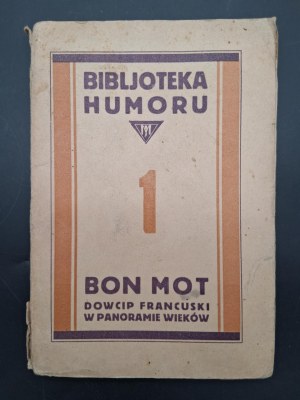 BIBLJOTEKA
HUMORU
1
BON MOT
DOWCIP FRANCUSKI
W PANORAMIE WIEKÓW